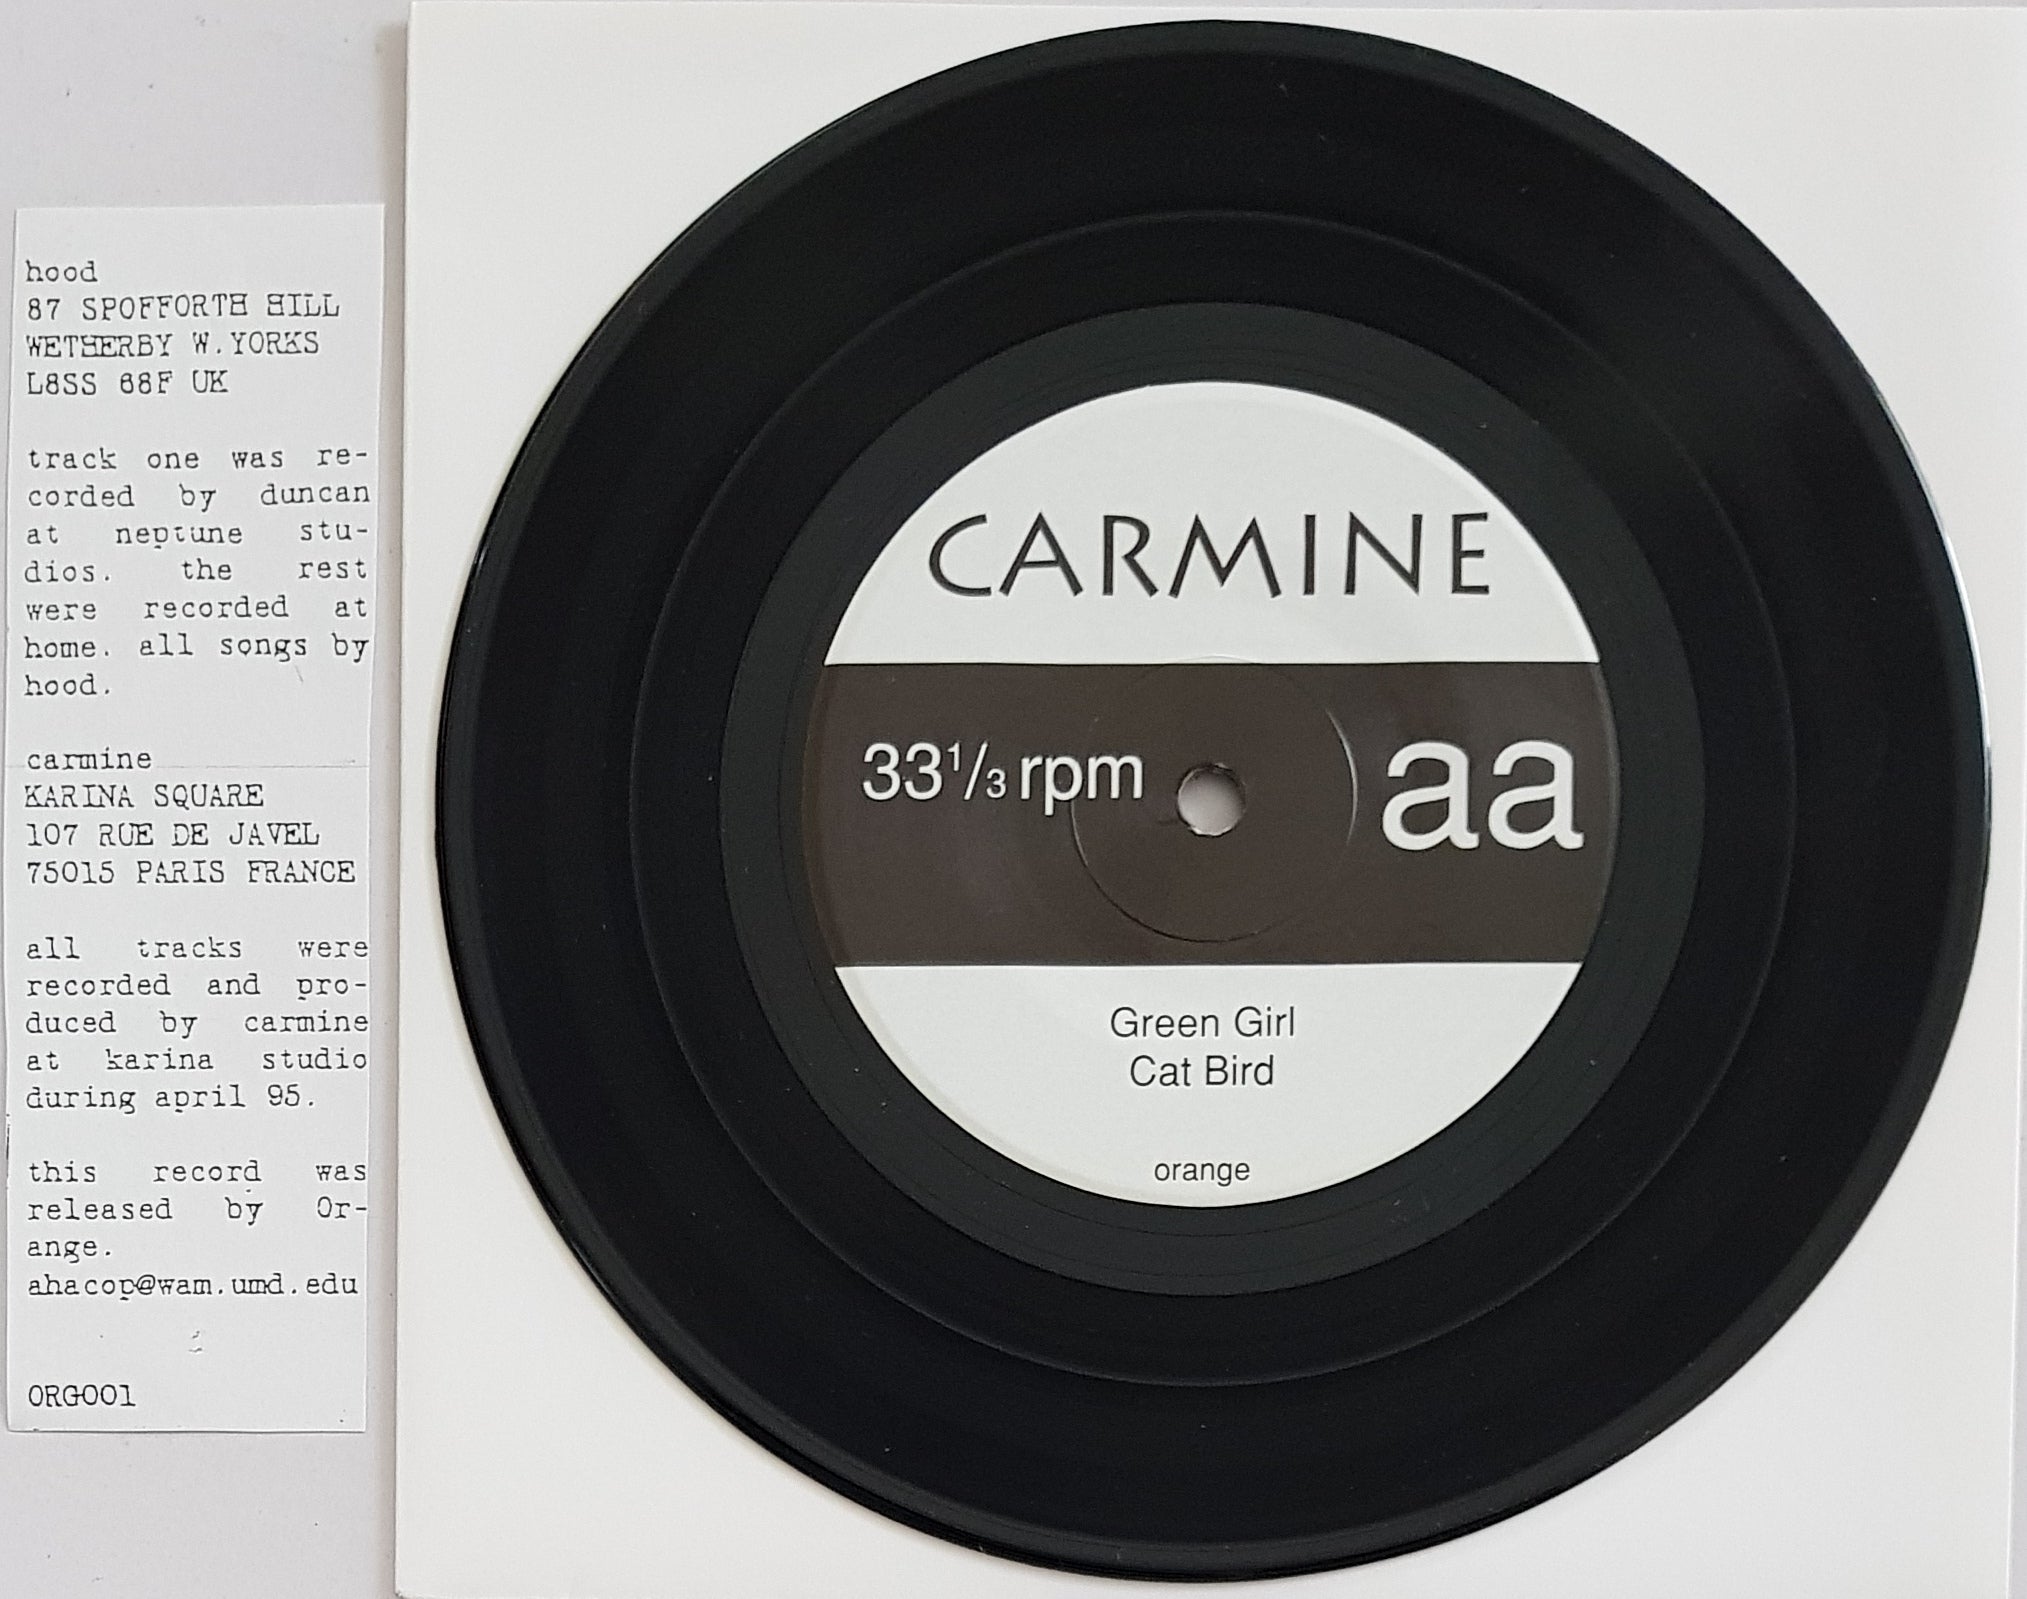 hood
87 SPOFFORTH HILL
WETHERBY W.YORKS
L8SS 68F UK
track one was re-
corded by duncan
at neptune stu-
dios. the rest
were recorded at
home. all songs by
hood.
carmine
KARINA SQUARE
107 RUE DE JAVEL
75015 PARIS FRANCE
all tracks were
recorded and pro-
duced by carmine
at karina studio
during april 95.
this record was
released by Or-
ange.
ahacop@wam.umd.edu
ORG001
CARMINE
33 1/3 rpm
aa
Green Girl
Cat Bird
orange